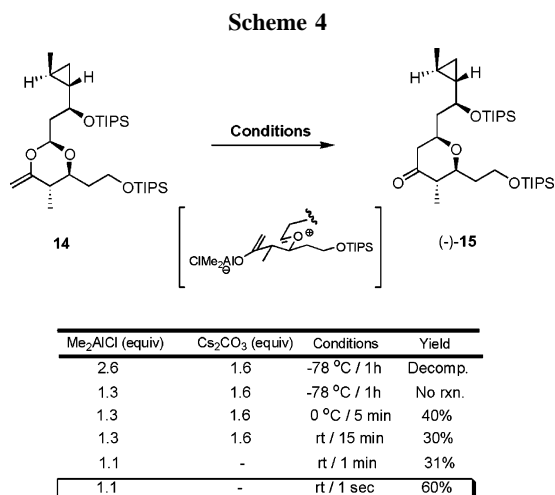 Scheme 4
H
H
OTIPS
Conditions
O
O
OTIPS
14
ClMe₂AlO
⊖
O
⊕
OTIPS
H
H
OTIPS
O
O
OTIPS
(-)-15
Me₂AlCl (equiv) Cs₂CO₃ (equiv) Conditions Yield
2.6 1.6 -78 °C / 1h Decomp.
1.3 1.6 -78 °C / 1h No rxn.
1.3 1.6 0 °C / 5 min 40%
1.3 1.6 rt / 15 min 30%
1.1 - rt / 1 min 31%
1.1 - rt / 1 sec 60%